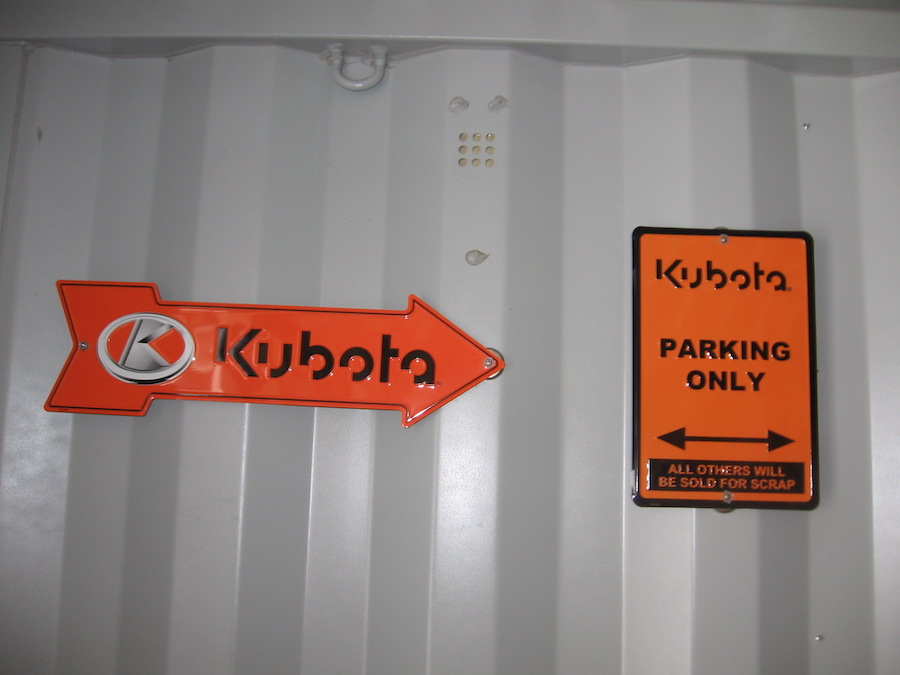 Kubota
Kubota
PARKING
ONLY
ALL OTHERS WILL
BE SOLD FOR SCRAP